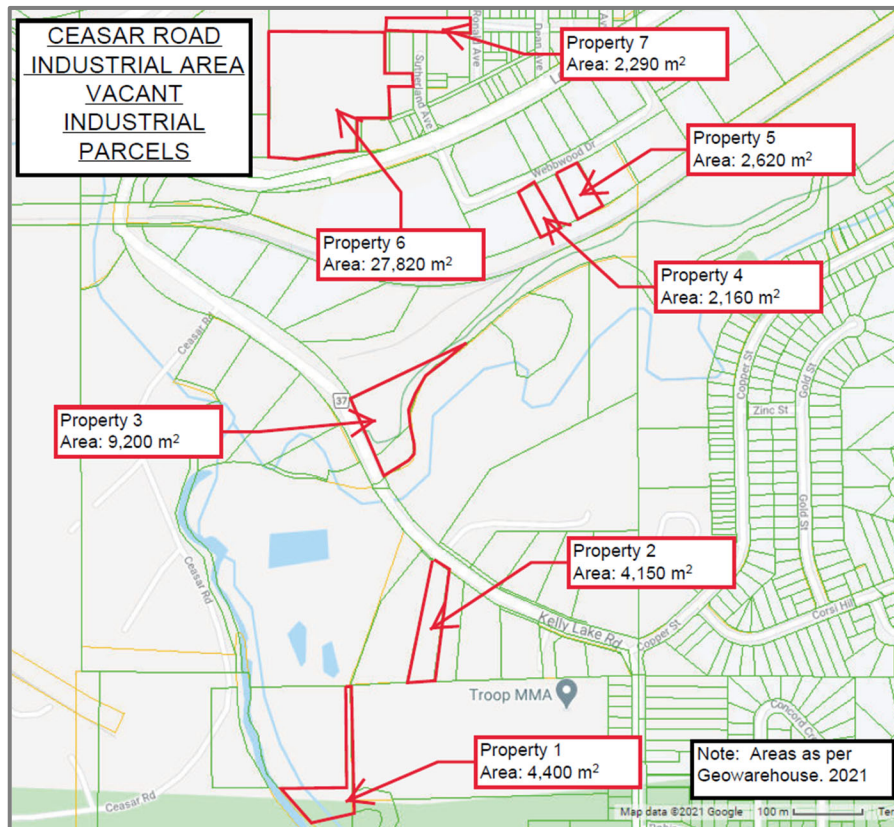 CEASAR ROAD
INDUSTRIAL AREA
VACANT
INDUSTRIAL
PARCELS
Ronald Ave
Dean Ave
Sutherland Ave
Property 7
Area: 2,290 m²
Webbwood Dr
Property 5
Area: 2,620 m²
Property 6
Area: 27,820 m²
Property 4
Area: 2,160 m²
Ceasar Rd
37
Copper St
Gold St
Zinc St
Property 3
Area: 9,200 m²
Gold St
Ceasar Rd
Property 2
Area: 4,150 m²
Kelly Lake Rd
Copper St
Corsi Hill
Troop MMA
Concord
Property 1
Area: 4,400 m²
Note: Areas as per
Geowarehouse. 2021
Ceasar Rd
Map data ©2021 Google 100 m